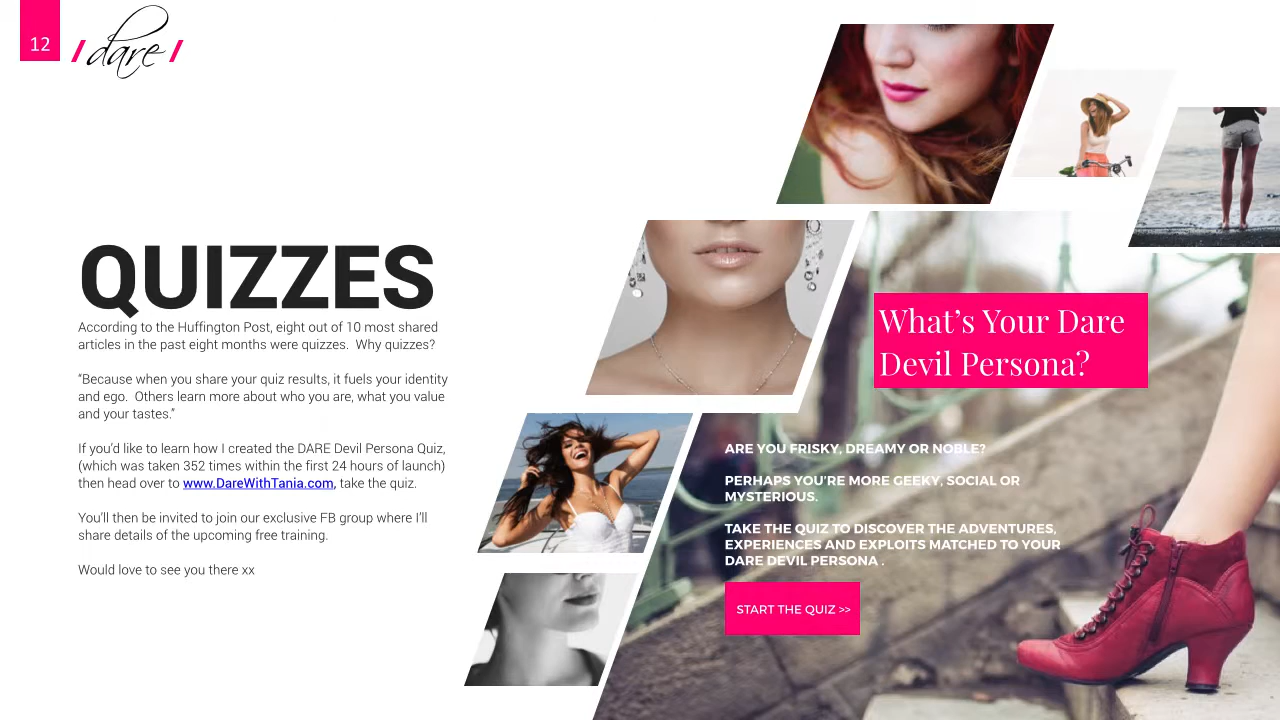 12
/dare/
QUIZZES
According to the Huffington Post, eight out of 10 most shared
articles in the past eight months were quizzes.  Why quizzes?
“Because when you share your quiz results, it fuels your identity
and ego.  Others learn more about who you are, what you value
and your tastes.”
If you’d like to learn how I created the DARE Devil Persona Quiz,
(which was taken 352 times within the first 24 hours of launch)
then head over to www.DareWithTania.com, take the quiz.
You’ll then be invited to join our exclusive FB group where I’ll
share details of the upcoming free training.
Would love to see you there xx
What’s Your Dare
Devil Persona?
ARE YOU FRISKY, DREAMY OR NOBLE?
PERHAPS YOU’RE MORE GEEKY, SOCIAL OR
MYSTERIOUS.
TAKE THE QUIZ TO DISCOVER THE ADVENTURES,
EXPERIENCES AND EXPLOITS MATCHED TO YOUR
DARE DEVIL PERSONA .
START THE QUIZ >>